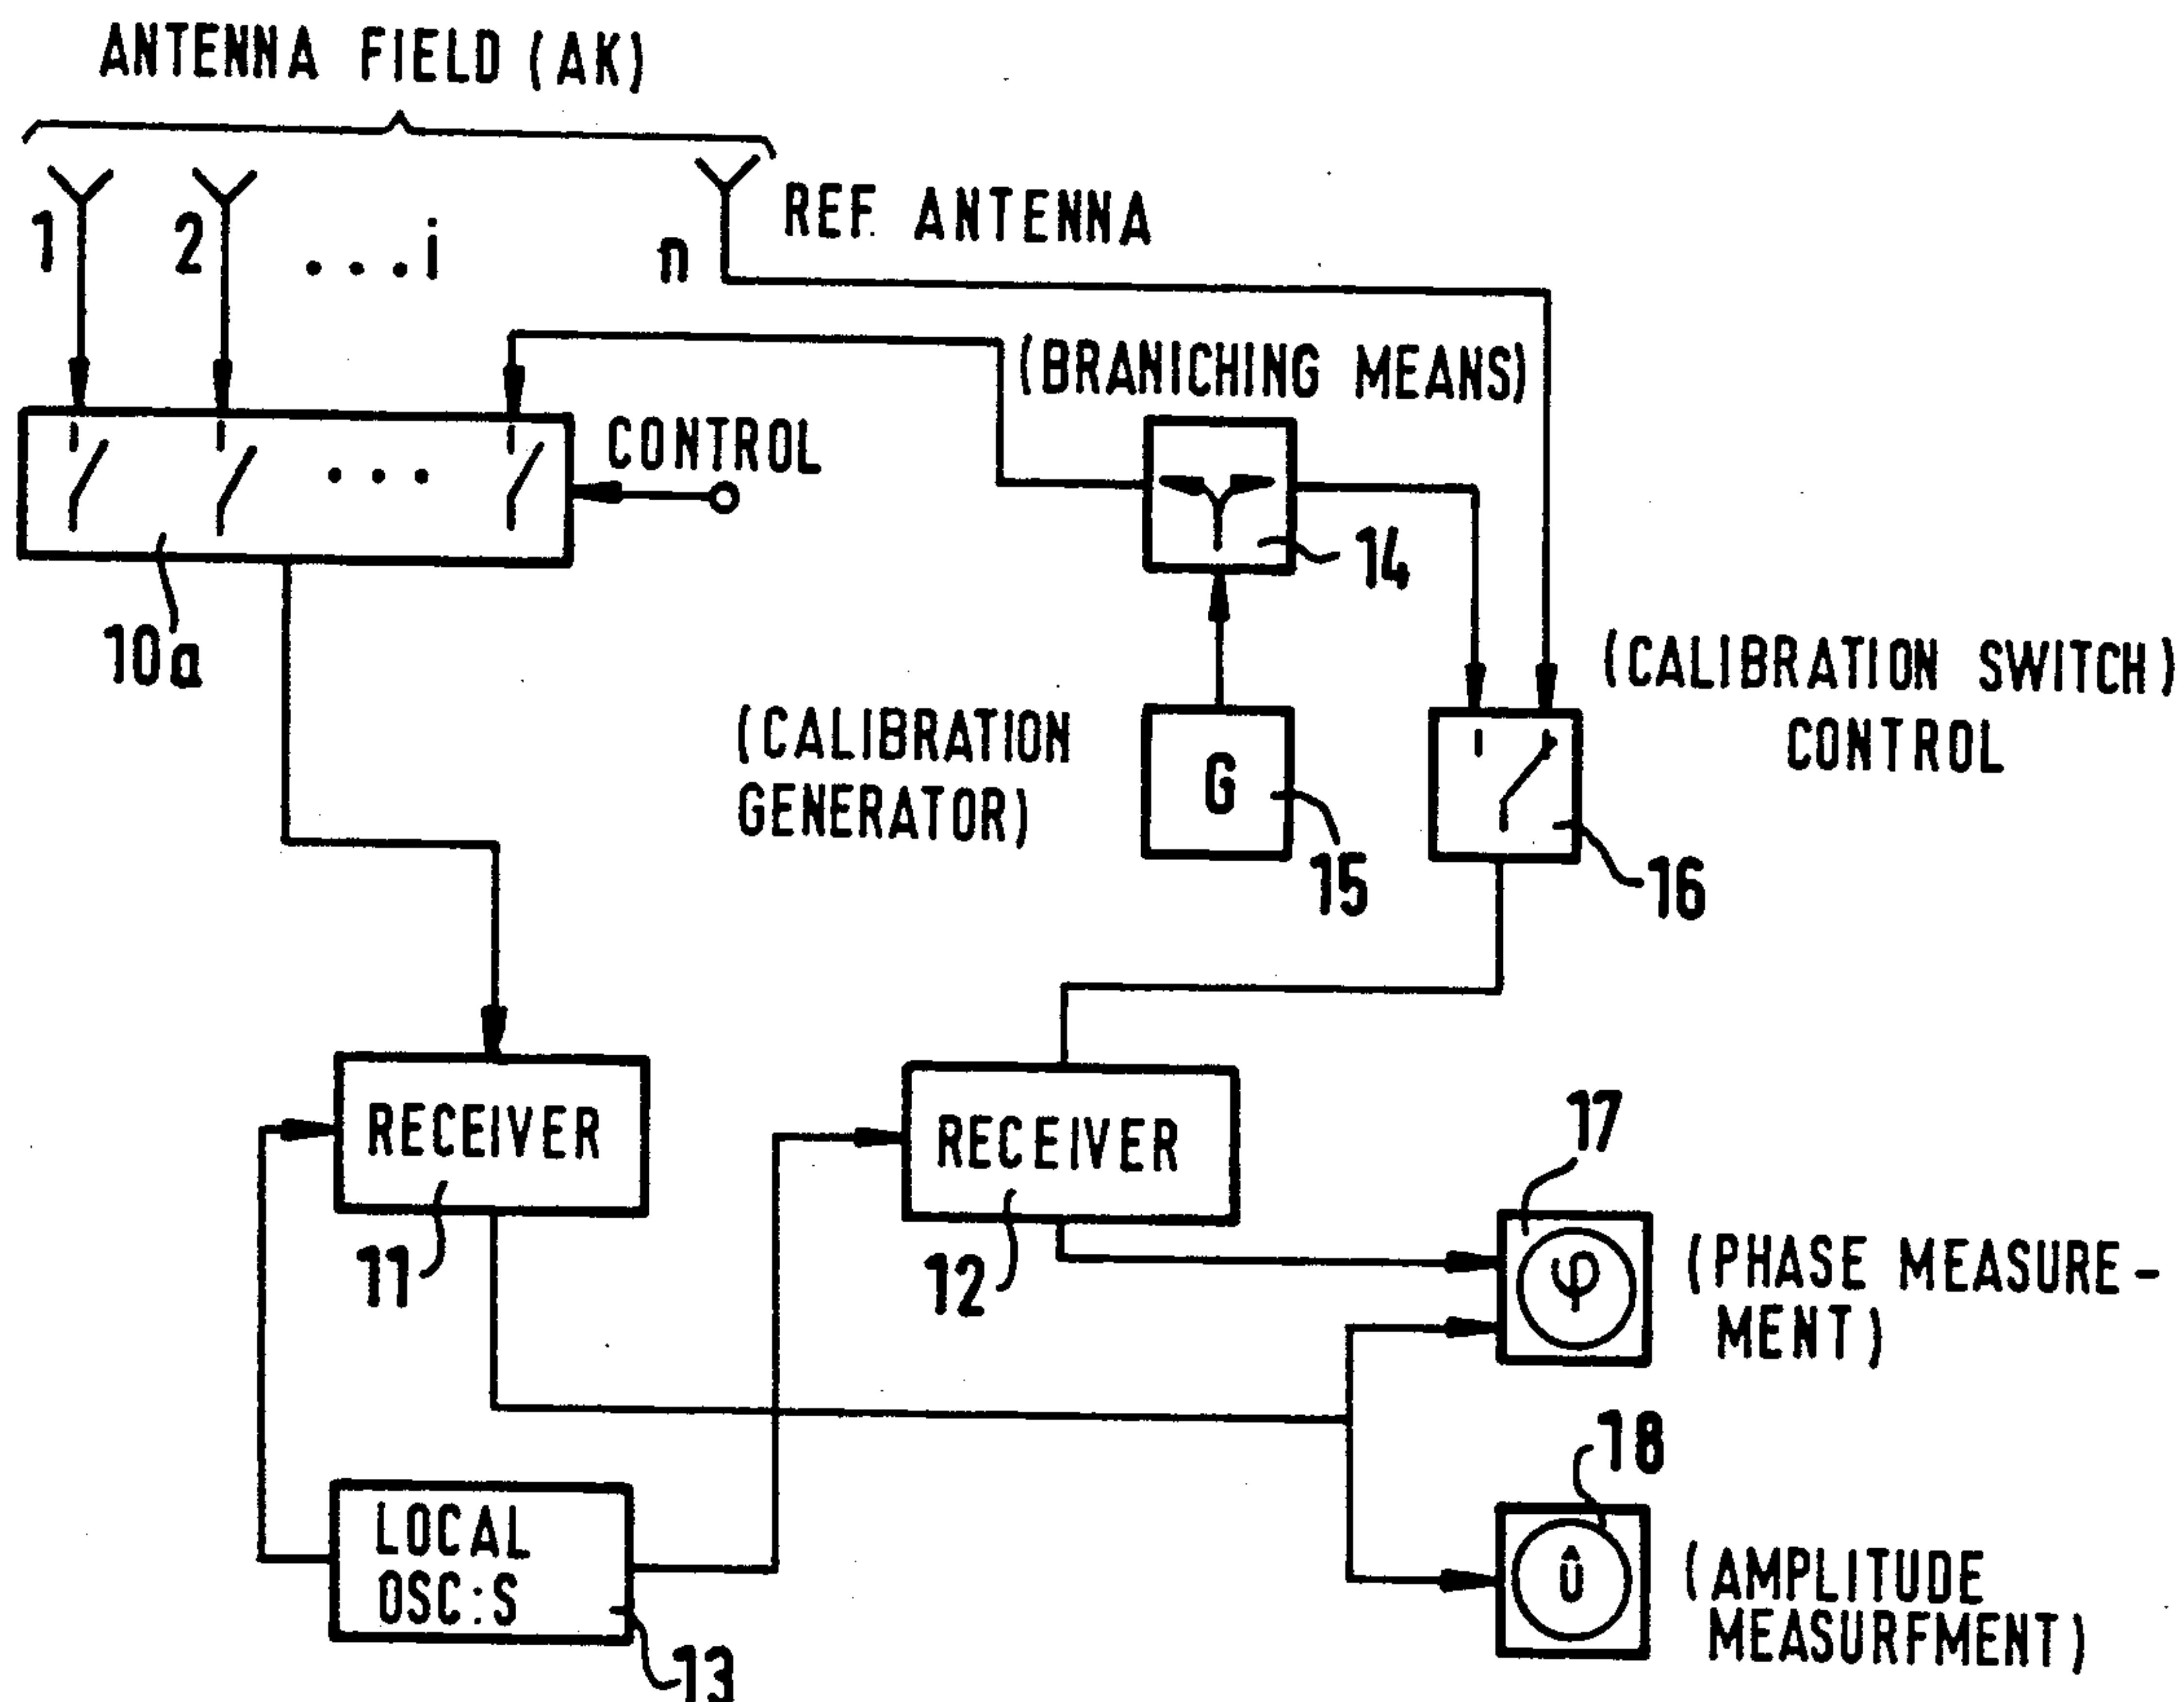 ANTENNA FIELD (AK)
1
2
...i
n
REF. ANTENNA
(BRANICHING MEANS)
CONTROL
...
14
10a
(CALIBRATION SWITCH)
CONTROL
(CALIBRATION
GENERATOR)
G
15
16
RECEIVER
RECEIVER
17
11
12
φ
(PHASE MEASURE-
MENT)
18
LOCAL
OSC:S
û
(AMPLITUDE
MEASURFMENT)
13